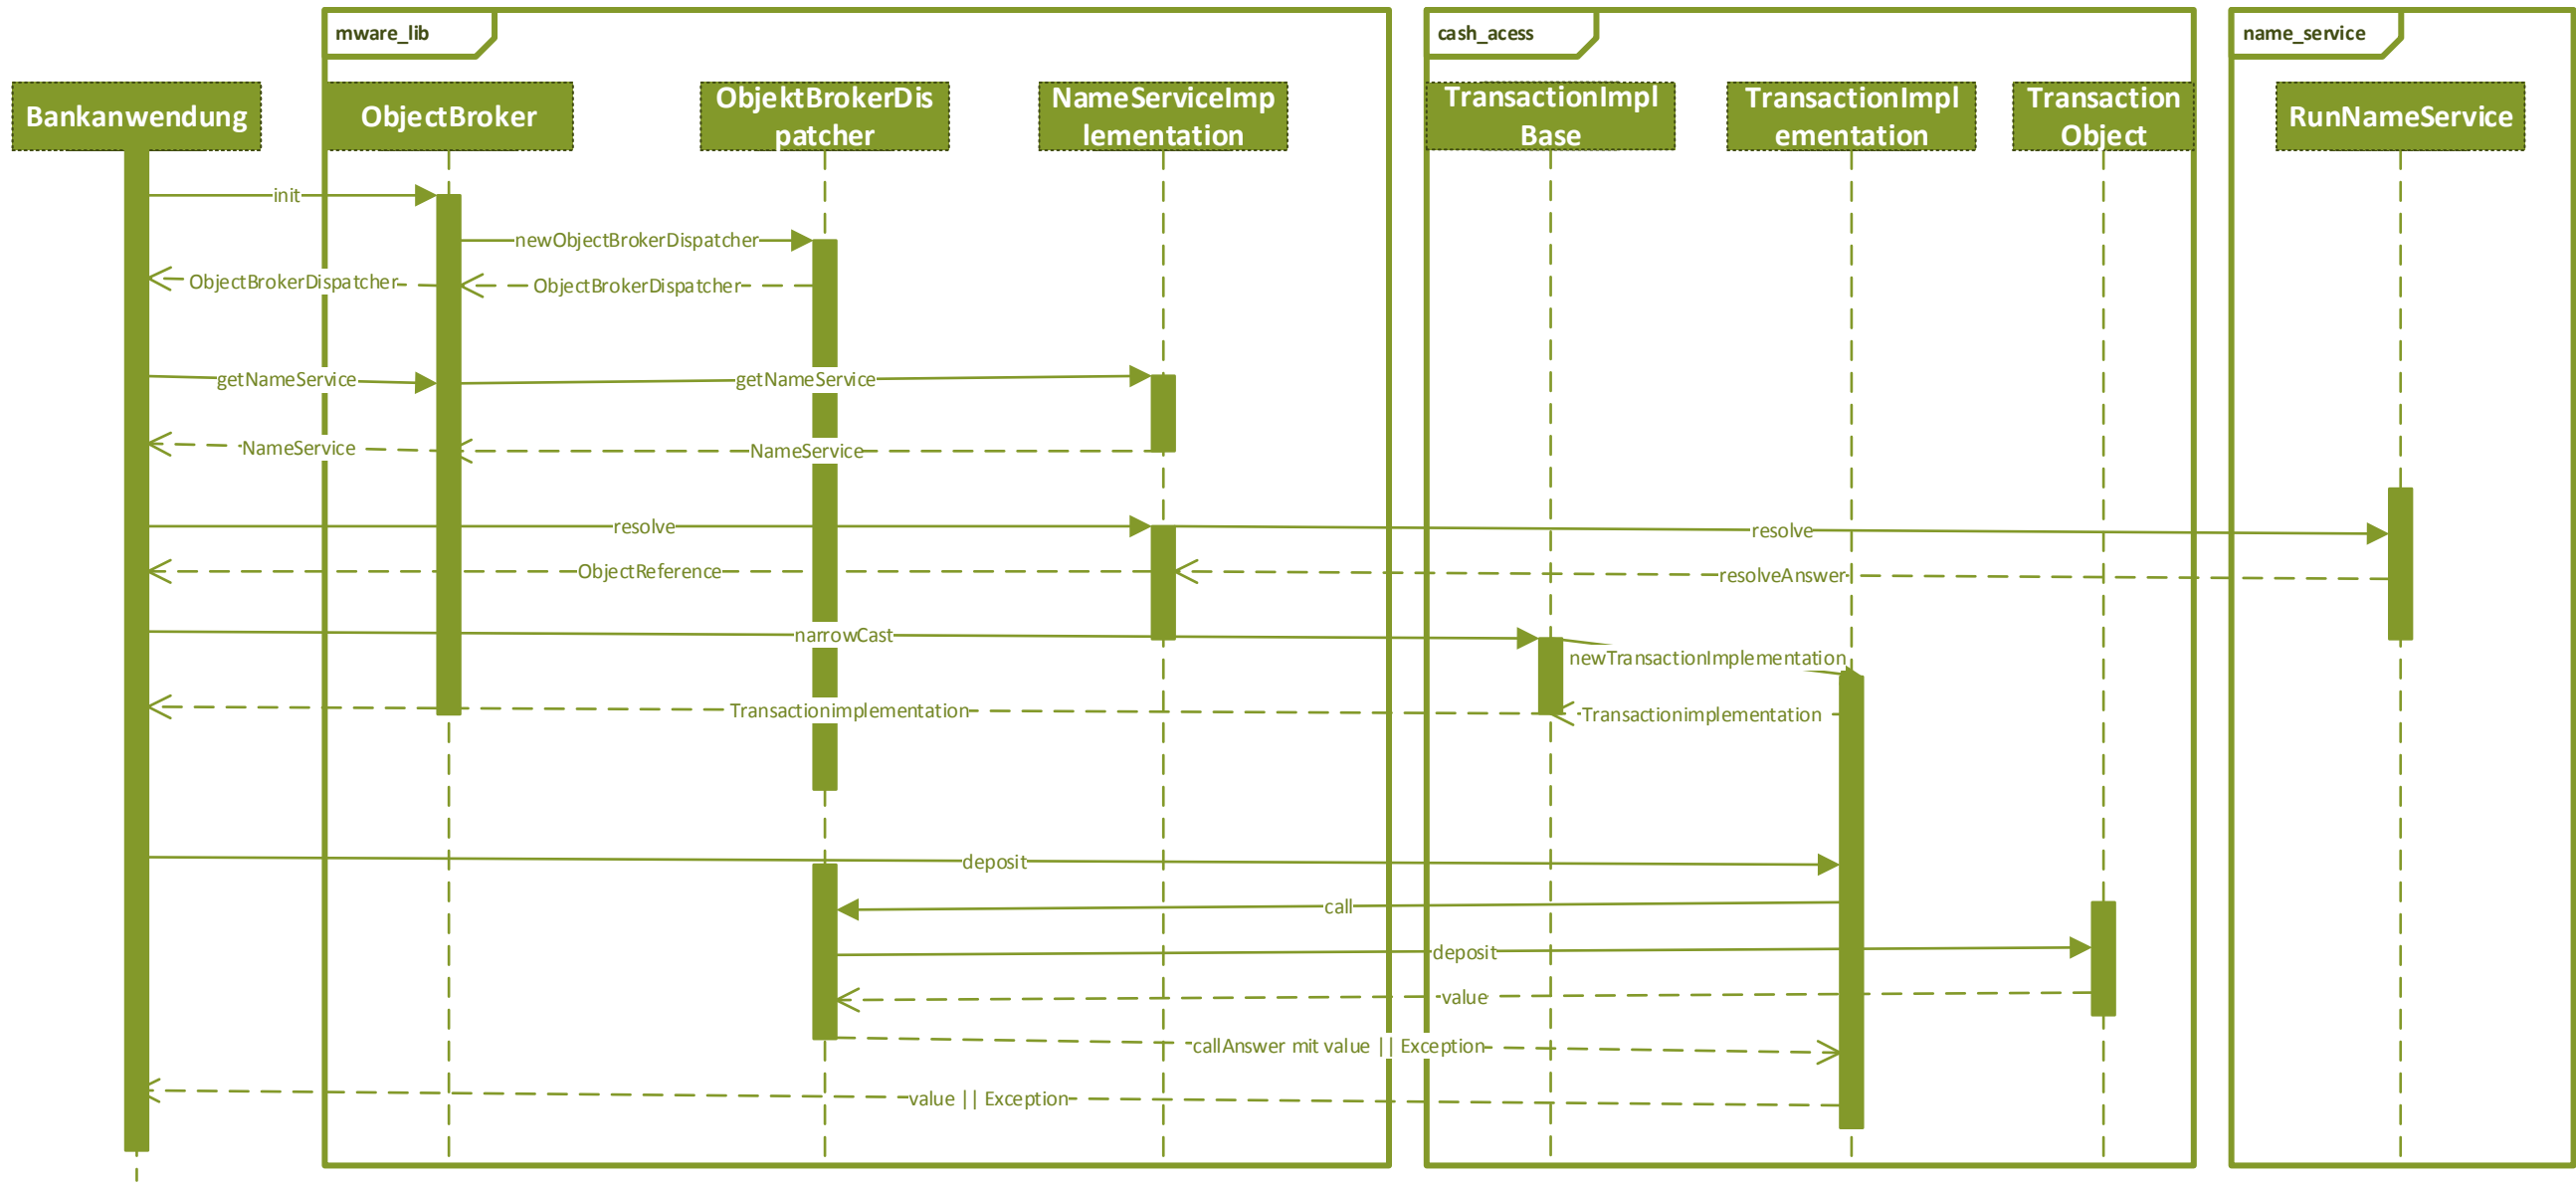 mware_lib
cash_acess
name_service
Bankanwendung
ObjectBroker
ObjektBrokerDis
patcher
NameServiceImp
lementation
TransactionImpl
Base
TransactionImpl
ementation
Transaction
Object
RunNameService
init
newObjectBrokerDispatcher
ObjectBrokerDispatcher
ObjectBrokerDispatcher
getNameService
getNameService
NameService
NameService
resolve
resolve
ObjectReference
resolveAnswer
narrowCast
newTransactionImplementation
Transactionimplementation
Transactionimplementation
deposit
call
deposit
value
callAnswer mit value || Exception
value || Exception